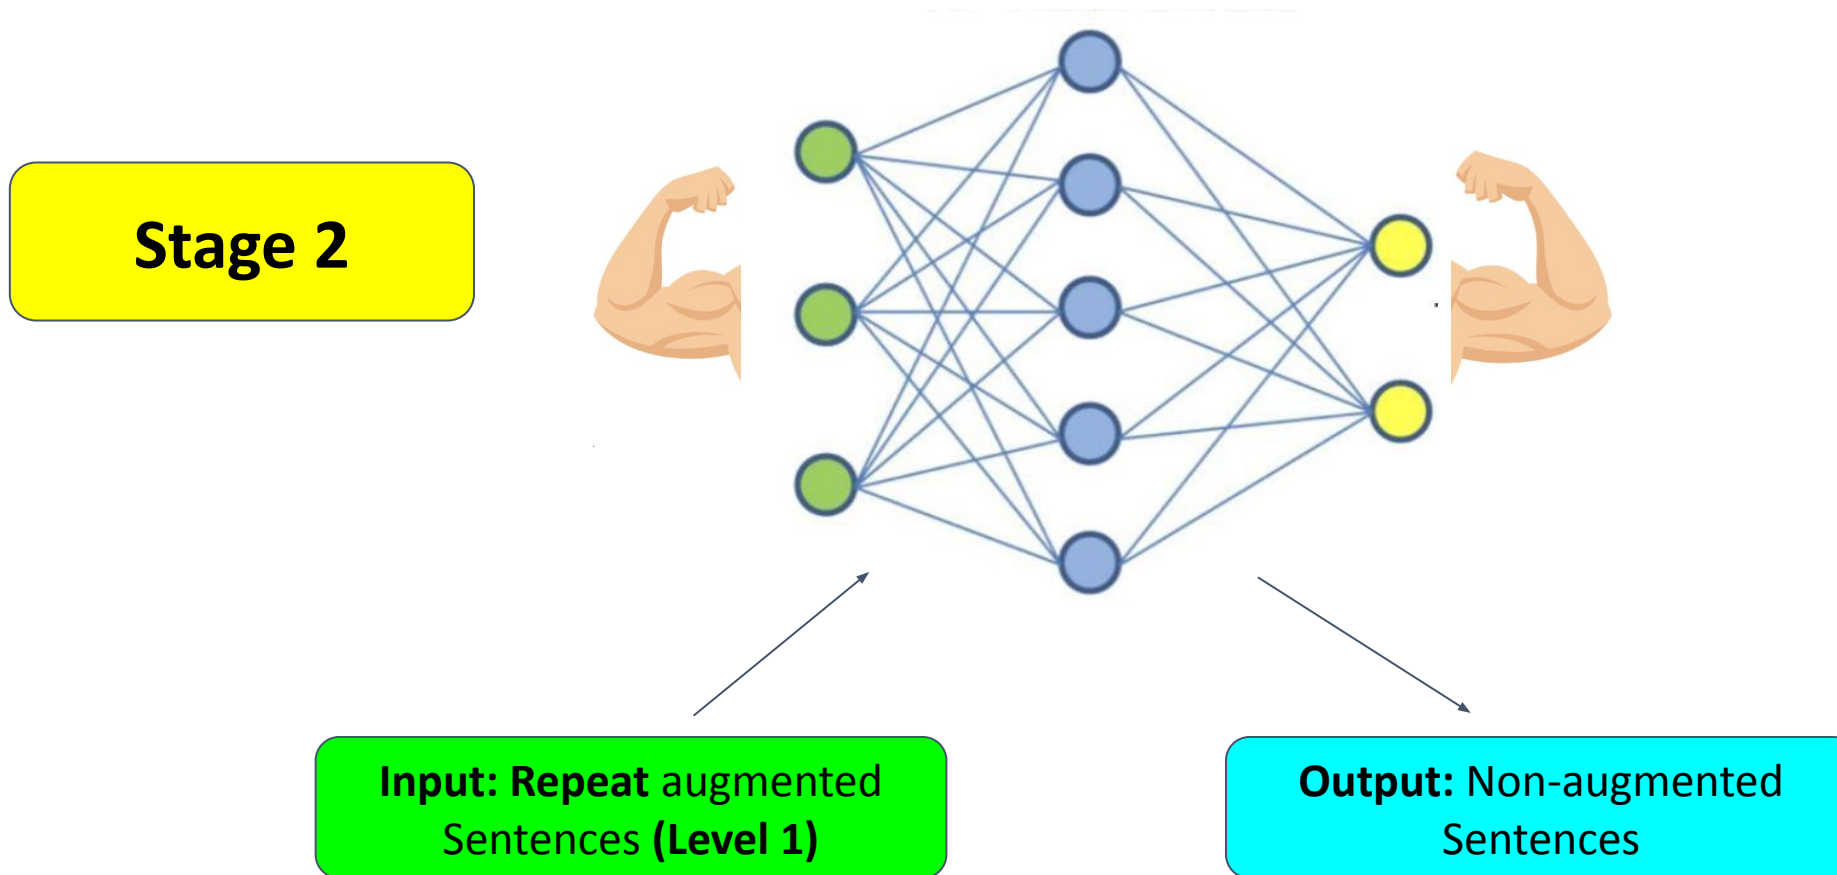 Stage 2
Input: Repeat augmented
Sentences (Level 1)
Output: Non-augmented
Sentences